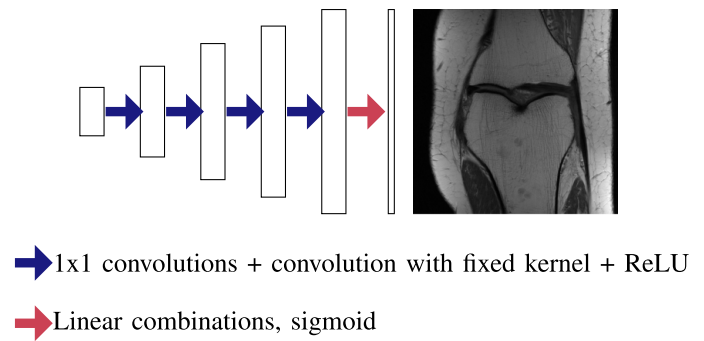 1x1 convolutions + convolution with fixed kernel + ReLU
Linear combinations, sigmoid